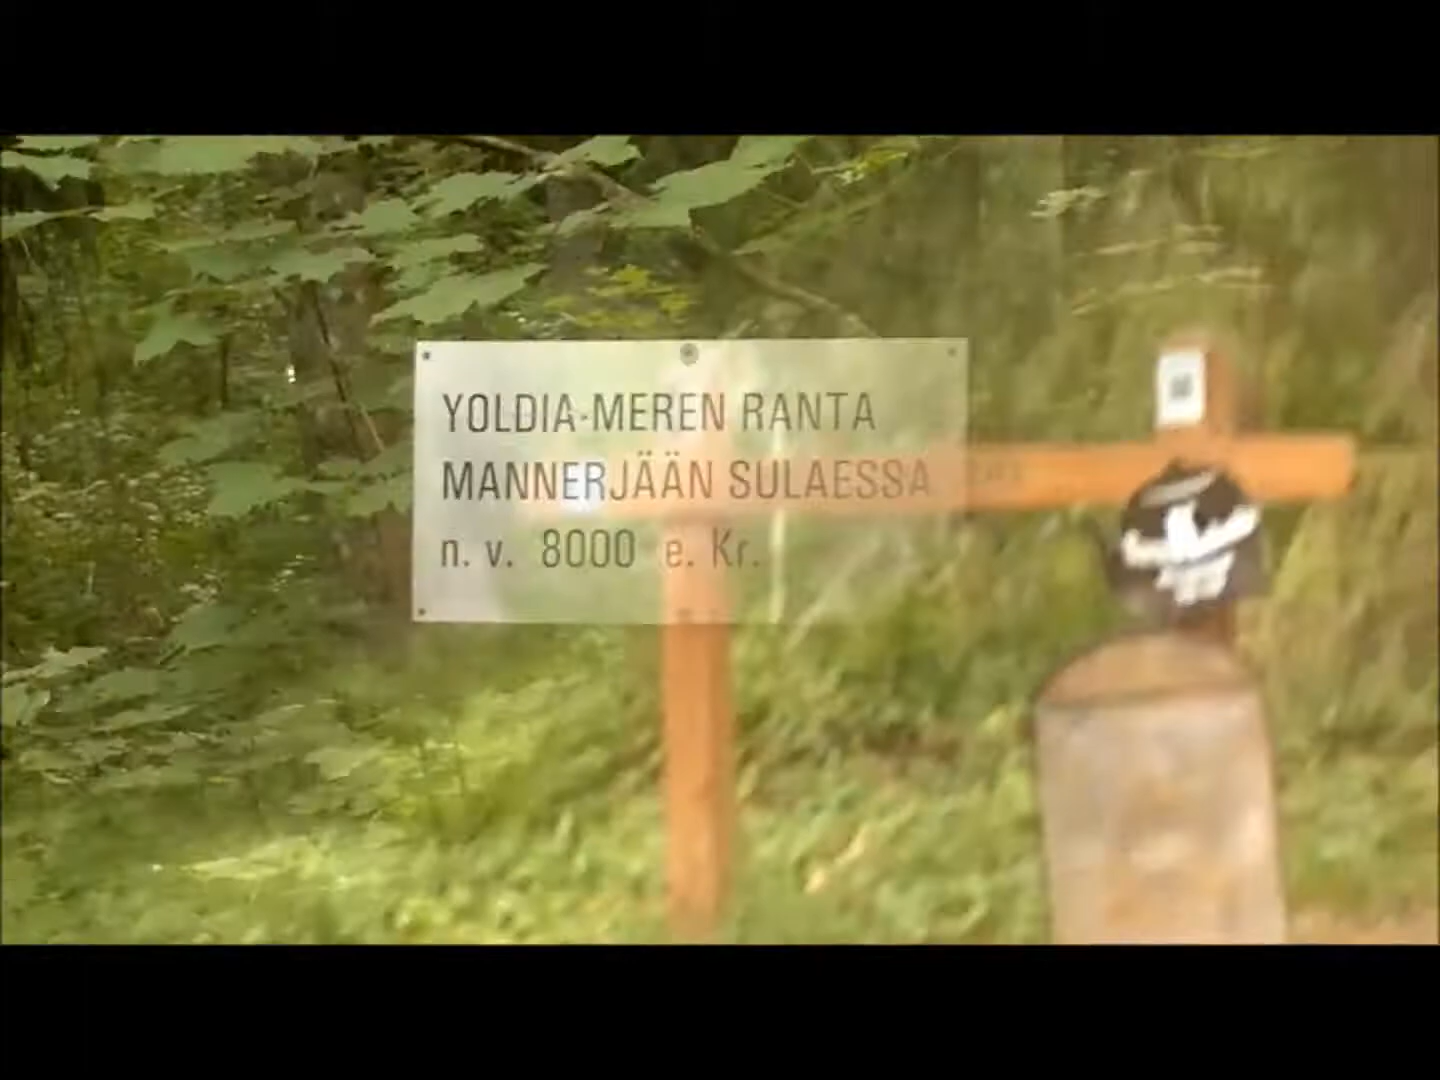 YOLDIA-MEREN RANTA
MANNERJÄÄN SULAESSA
n. v. 8000 e. Kr.